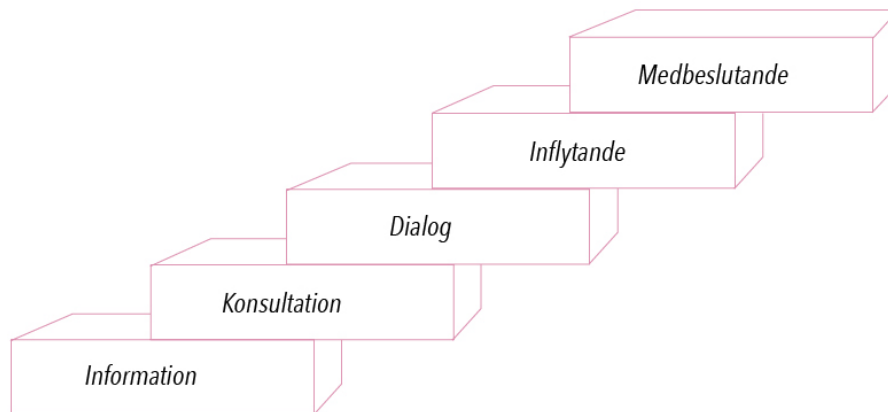 Medbeslutande
Inflytande
Dialog
Konsultation
Information